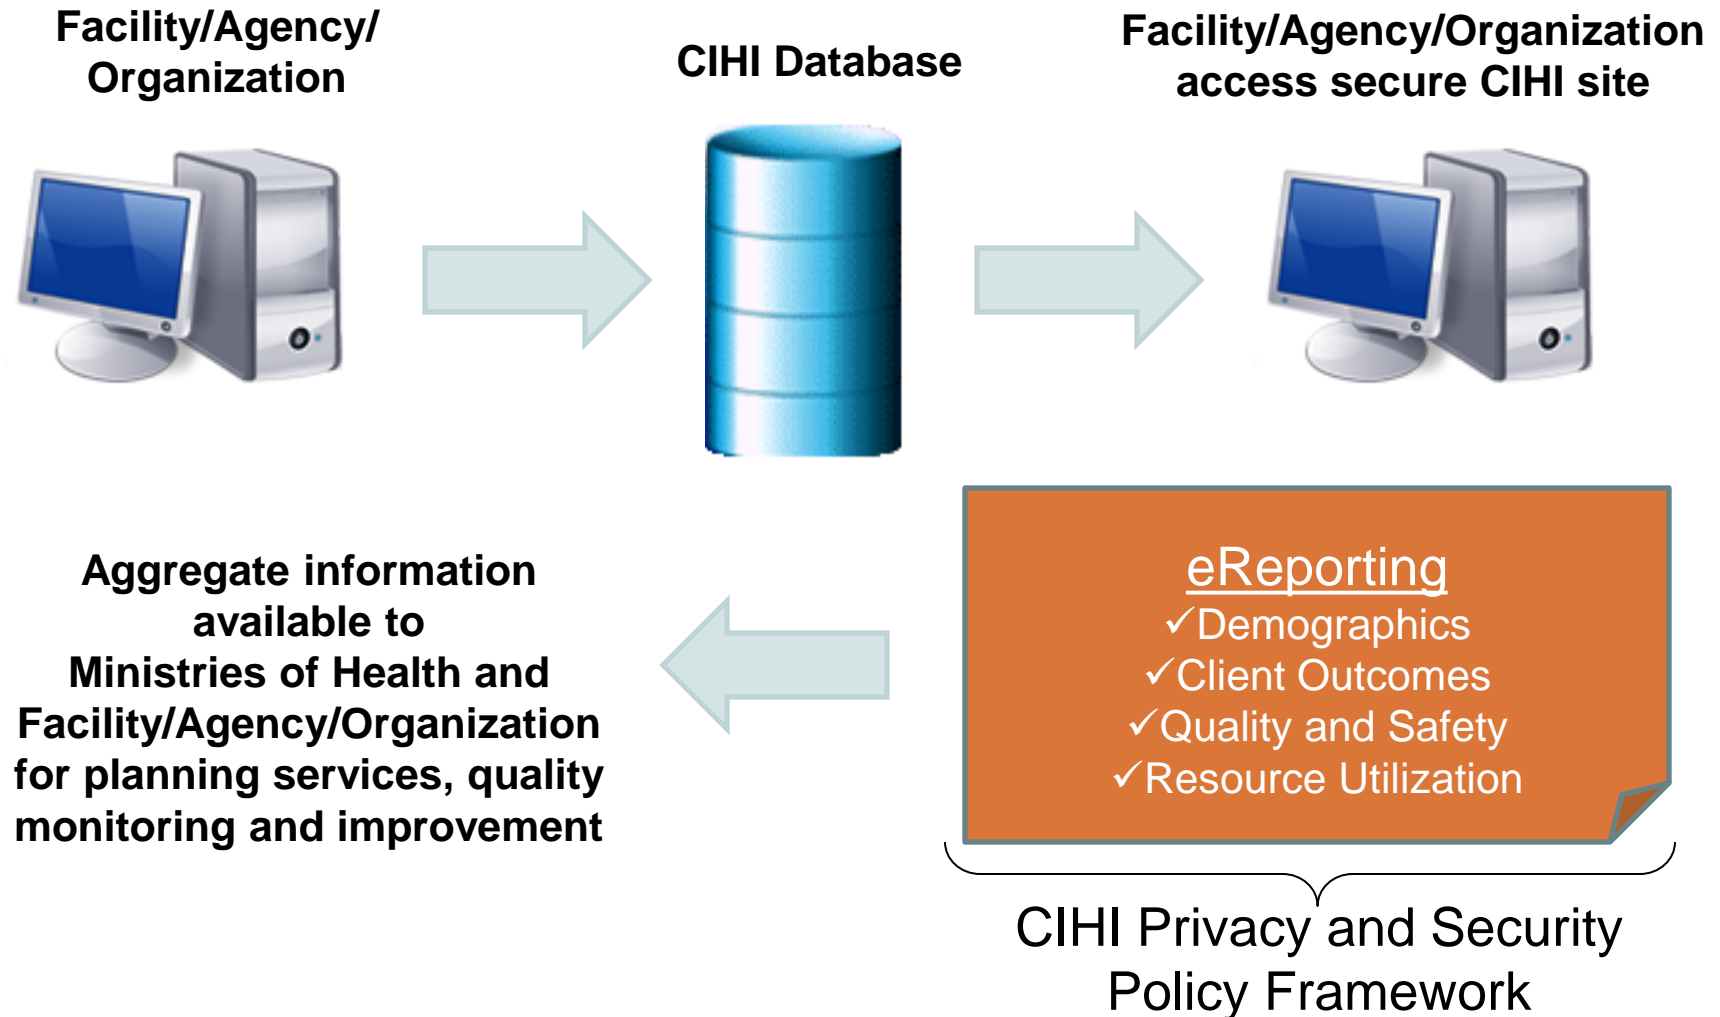 Facility/Agency/
Organization
CIHI Database
Facility/Agency/Organization
access secure CIHI site
Aggregate information
available to
Ministries of Health and
Facility/Agency/Organization
for planning services, quality
monitoring and improvement
eReporting
✓Demographics
✓Client Outcomes
✓Quality and Safety
✓Resource Utilization
CIHI Privacy and Security
Policy Framework